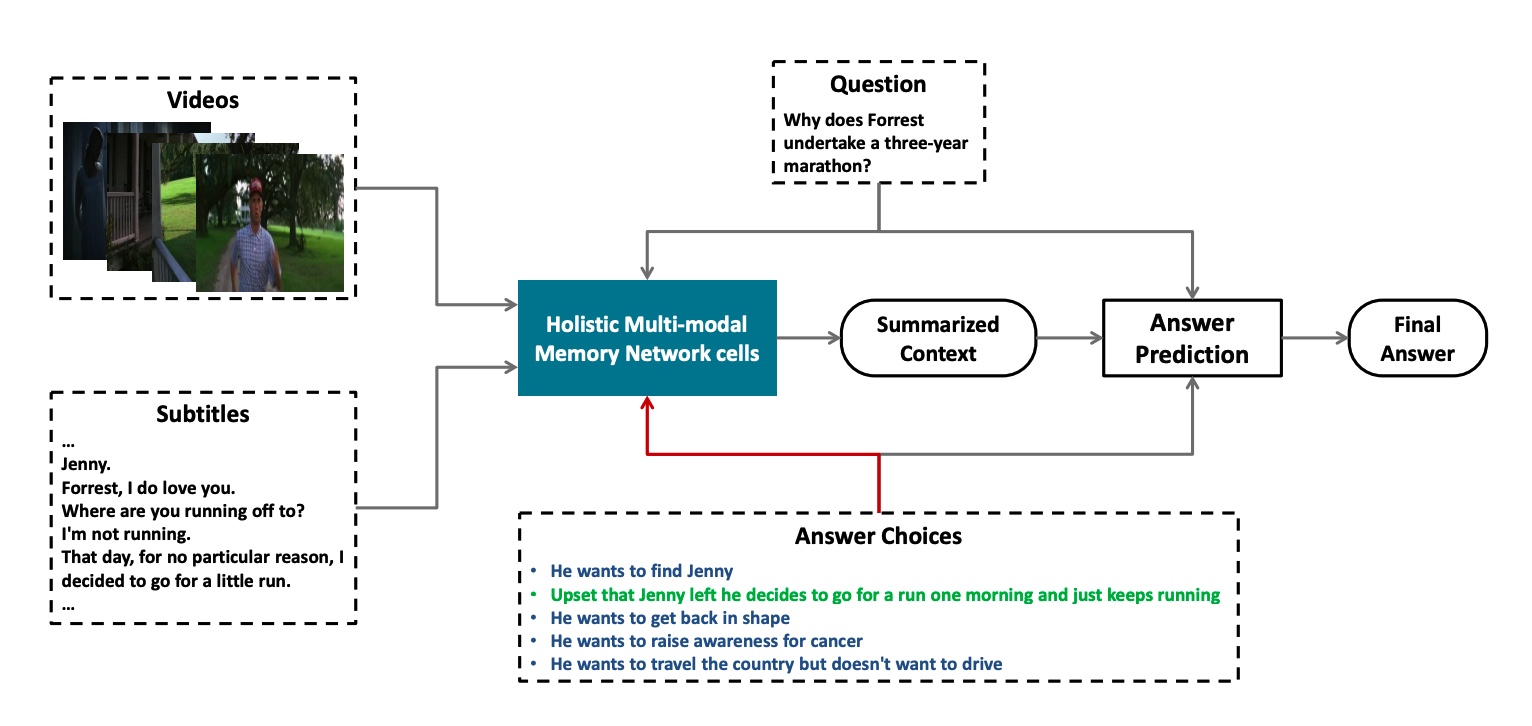 Videos
Question
Why does Forrest
undertake a three-year
marathon?
Holistic Multi-modal
Memory Network cells
Summarized
Context
Answer
Prediction
Final
Answer
Subtitles
...
Jenny.
Forrest, I do love you.
Where are you running off to?
I'm not running.
That day, for no particular reason, I
decided to go for a little run.
...
Answer Choices
• He wants to find Jenny
• Upset that Jenny left he decides to go for a run one morning and just keeps running
• He wants to get back in shape
• He wants to raise awareness for cancer
• He wants to travel the country but doesn't want to drive